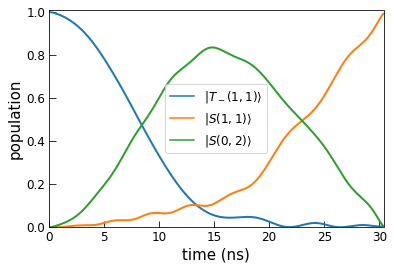 1.0
0.8
0.6
0.4
0.2
0.0
population
|T₋(1, 1)⟩
|S(1, 1)⟩
|S(0, 2)⟩
0 5 10 15 20 25 30
time (ns)